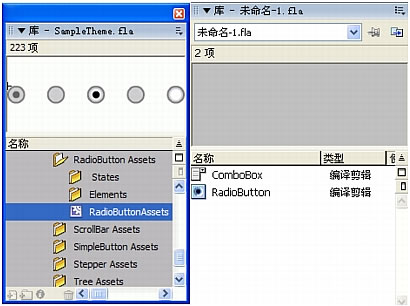 库 - SampleTheme.fla
223 项
名称
RadioButton Assets
States
Elements
RadioButtonAssets
ScrollBar Assets
SimpleButton Assets
Stepper Assets
Tree Assets
库 - 未命名-1.fla
未命名-1.fla
2 项
名称 类型
ComboBox 编译剪辑
RadioButton 编译剪辑